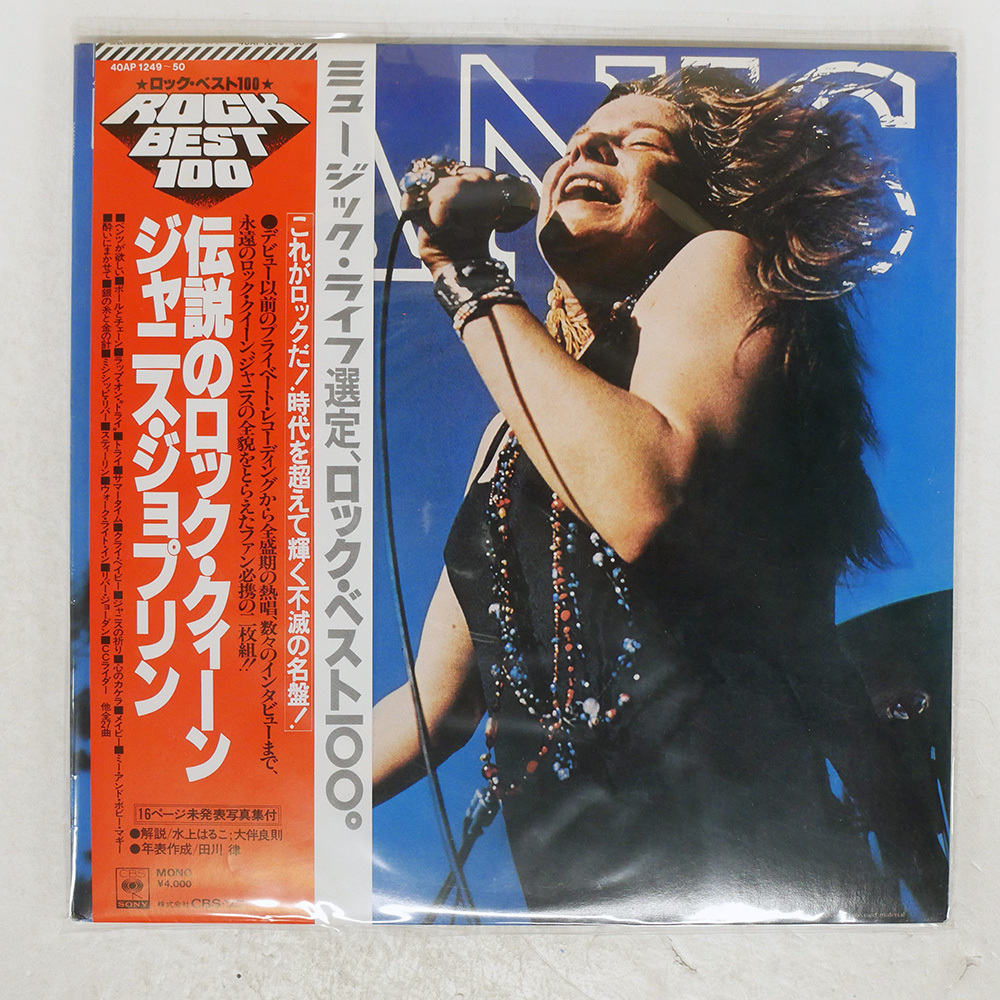 40AP 1249~50
★ロック・ベスト100★
ROCK
BEST
100
ミュージック・ライフ選定、ロック・ベスト一〇〇。
これがロックだ!時代を超えて輝く不滅の名盤!
●デビュー以前のプライベート・レコーディングから全盛期の熱唱、数々のインタビューまで、
永遠のロック・クイーン、ジャニスの全貌をとらえたファン必携の二枚組!!
伝説のロック・クィーン
ジャニス・ジョプリン
■ベンツが欲しい■ボールとチェーン■ラップ・オン・“ドライ”■トライ■サマータイム■クライ・ベイビー■ジャニスの祈り■心のカケラ■メイビー■ミー・アンド・ボビー・マギー
■酔いにまかせて■銀の糸と金の針■ミシシッピ・リバー■スティーリン■ウォーク・ライト・イン■リバー・ジョーダン■CCライダー 他全27曲
16ページ未発表写真集付
●解説/水上はるこ;大伴良則
●年表作成/田川 律
CBS
SONY
MONO
¥4,000
株式会社CBS・
ANIS